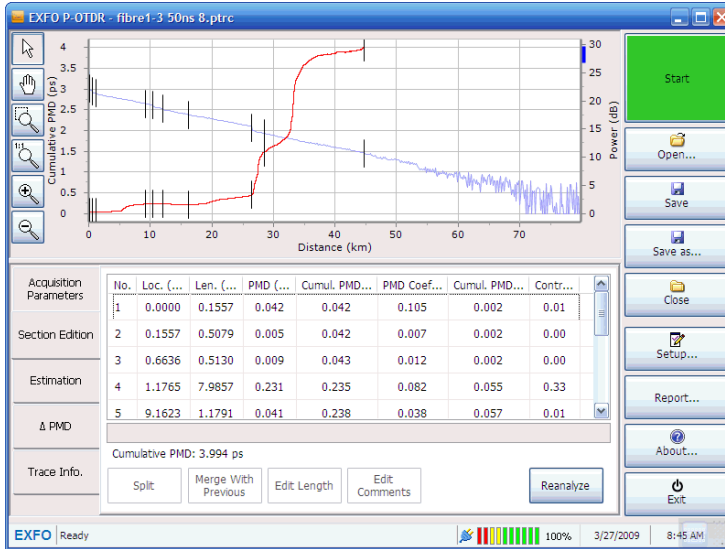 EXFO P-OTDR - fibre1-3 50ns 8.ptrc
Cumulative PMD (ps)
4
3.5
3
2.5
2
1.5
1
0.5
0
30
25
20
15
10
5
0
Power (dB)
0 10 20 30 40 50 60 70
Distance (km)
1:1
Start
Open...
Save
Save as...
Close
Setup...
Report...
About...
Exit
Acquisition
Parameters
Section Edition
Estimation
Δ PMD
Trace Info.
No. Loc. (... Len. (... PMD (... Cumul. PMD... PMD Coef... Cumul. PMD... Contr...
1 0.0000 0.1557 0.042 0.042 0.105 0.002 0.01
2 0.1557 0.5079 0.005 0.042 0.007 0.002 0.00
3 0.6636 0.5130 0.009 0.043 0.012 0.002 0.00
4 1.1765 7.9857 0.231 0.235 0.082 0.055 0.33
5 9.1623 1.1791 0.041 0.238 0.038 0.057 0.01
Cumulative PMD: 3.994 ps
Split
Merge With
Previous
Edit Length
Edit
Comments
Reanalyze
EXFO Ready 100% 3/27/2009 8:45 AM